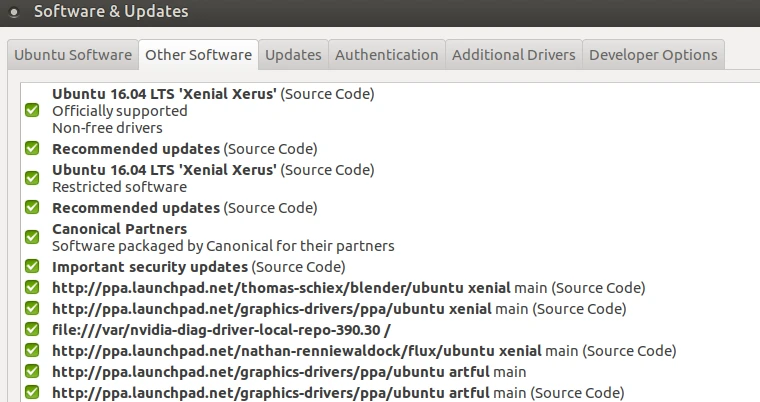 Software & Updates
Ubuntu Software Other Software Updates Authentication Additional Drivers Developer Options
Ubuntu 16.04 LTS 'Xenial Xerus' (Source Code)
Officially supported
Non-free drivers
Recommended updates (Source Code)
Ubuntu 16.04 LTS 'Xenial Xerus' (Source Code)
Restricted software
Recommended updates (Source Code)
Canonical Partners
Software packaged by Canonical for their partners
Important security updates (Source Code)
http://ppa.launchpad.net/thomas-schiex/blender/ubuntu xenial main (Source Code)
http://ppa.launchpad.net/graphics-drivers/ppa/ubuntu xenial main (Source Code)
file:///var/nvidia-diag-driver-local-repo-390.30 /
http://ppa.launchpad.net/nathan-renniewaldock/flux/ubuntu xenial main (Source Code)
http://ppa.launchpad.net/graphics-drivers/ppa/ubuntu artful main
http://ppa.launchpad.net/graphics-drivers/ppa/ubuntu artful main (Source Code)